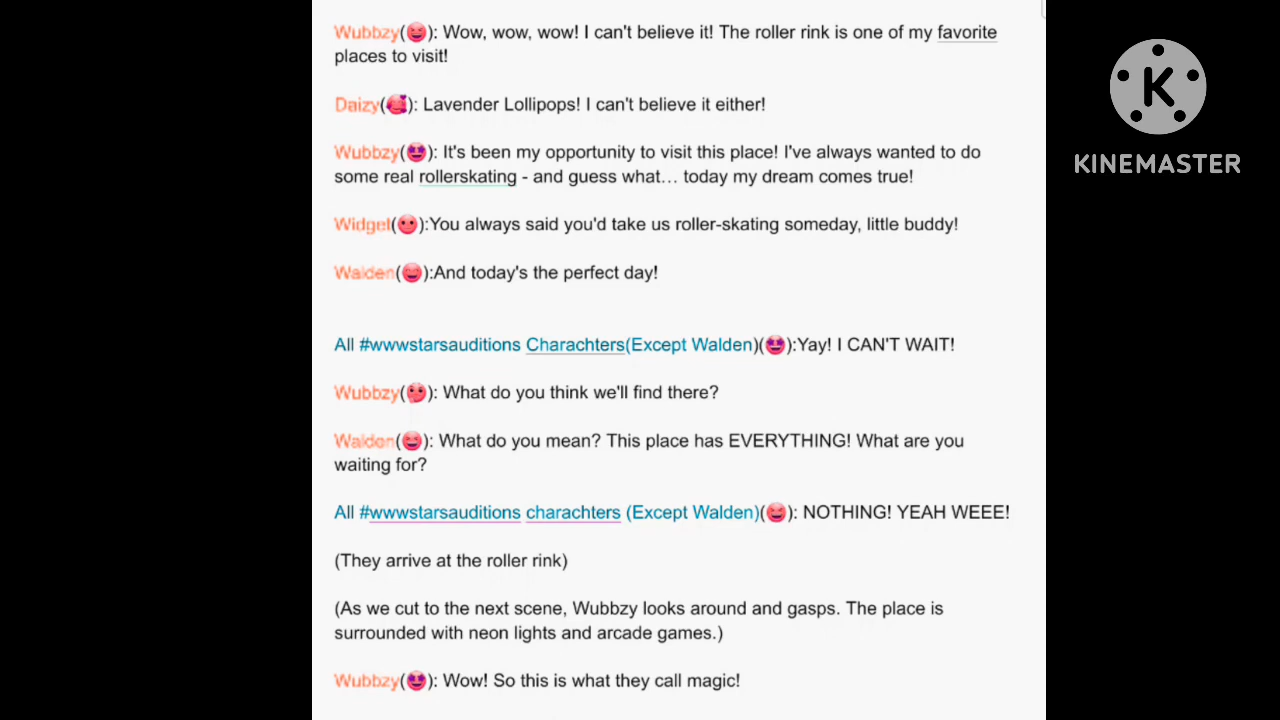 Wubbzy(😆): Wow, wow, wow! I can't believe it! The roller rink is one of my favorite
places to visit!
Daizy(🥰): Lavender Lollipops! I can't believe it either!
Wubbzy(🤩): It's been my opportunity to visit this place! I've always wanted to do
some real rollerskating - and guess what… today my dream comes true!
Widget(🙂):You always said you'd take us roller-skating someday, little buddy!
Walden(😄):And today's the perfect day!
All #wwwstarsauditions Charachters(Except Walden)(🤩):Yay! I CAN'T WAIT!
Wubbzy(🤔): What do you think we'll find there?
Walden(😆): What do you mean? This place has EVERYTHING! What are you
waiting for?
All #wwwstarsauditions charachters (Except Walden)(😆): NOTHING! YEAH WEEE!
(They arrive at the roller rink)
(As we cut to the next scene, Wubbzy looks around and gasps. The place is
surrounded with neon lights and arcade games.)
Wubbzy(🤩): Wow! So this is what they call magic!
K
KINEMASTER